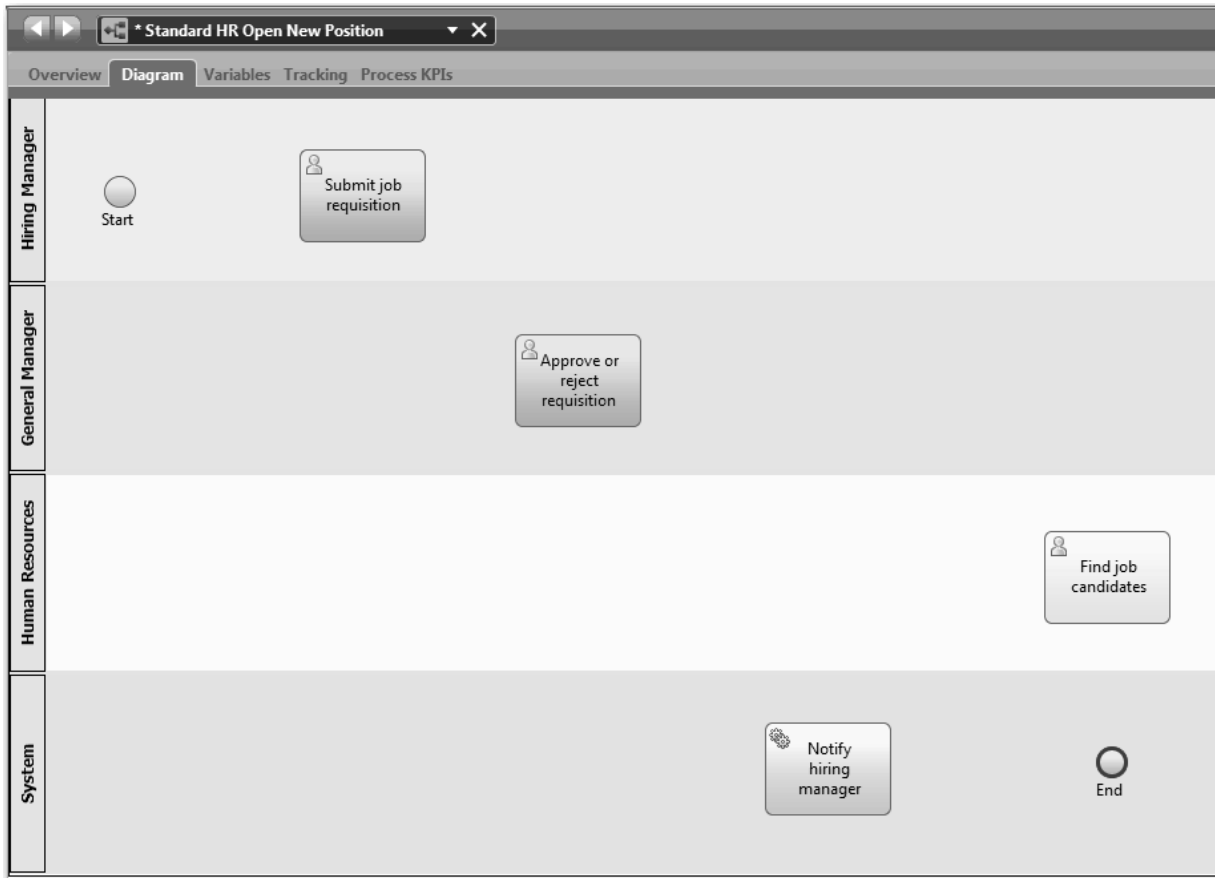 * Standard HR Open New Position
Overview Diagram Variables Tracking Process KPIs
Hiring Manager
Start
Submit job
requisition
General Manager
Approve or
reject
requisition
Human Resources
Find job
candidates
System
Notify
hiring
manager
End